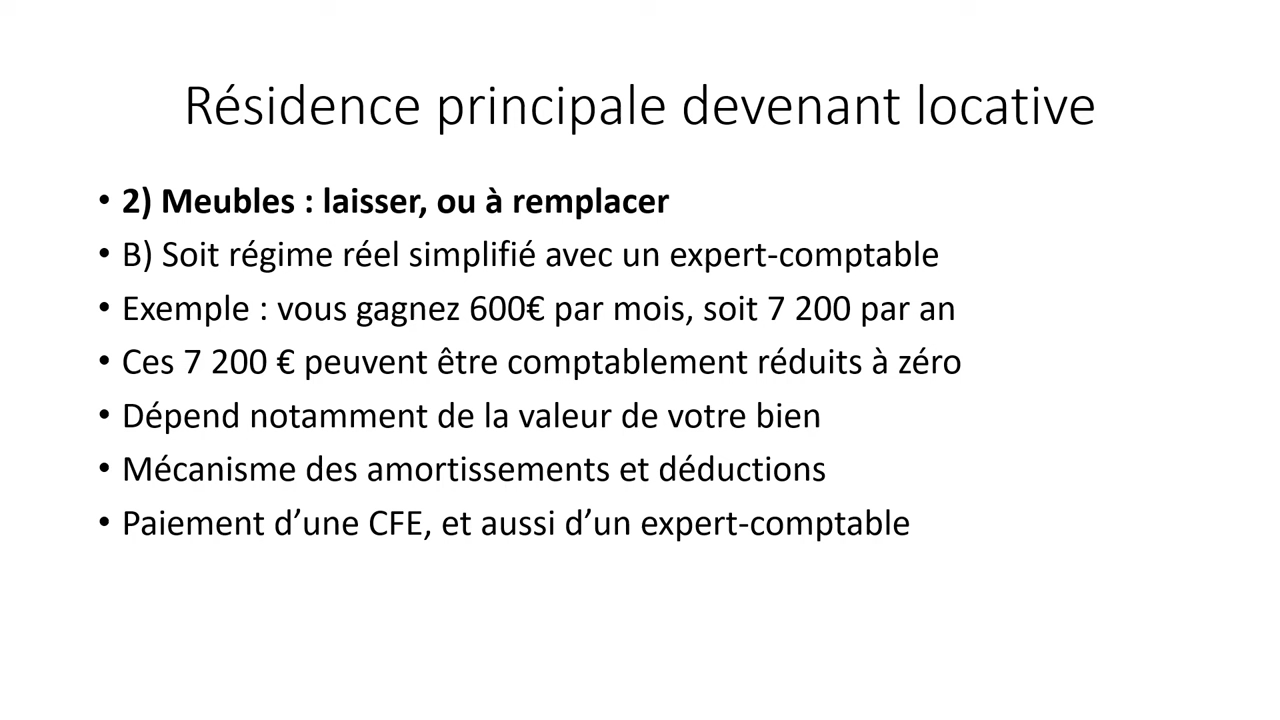 Résidence principale devenant locative
• 2) Meubles : laisser, ou à remplacer
• B) Soit régime réel simplifié avec un expert-comptable
• Exemple : vous gagnez 600€ par mois, soit 7 200 par an
• Ces 7 200 € peuvent être comptablement réduits à zéro
• Dépend notamment de la valeur de votre bien
• Mécanisme des amortissements et déductions
• Paiement d’une CFE, et aussi d’un expert-comptable